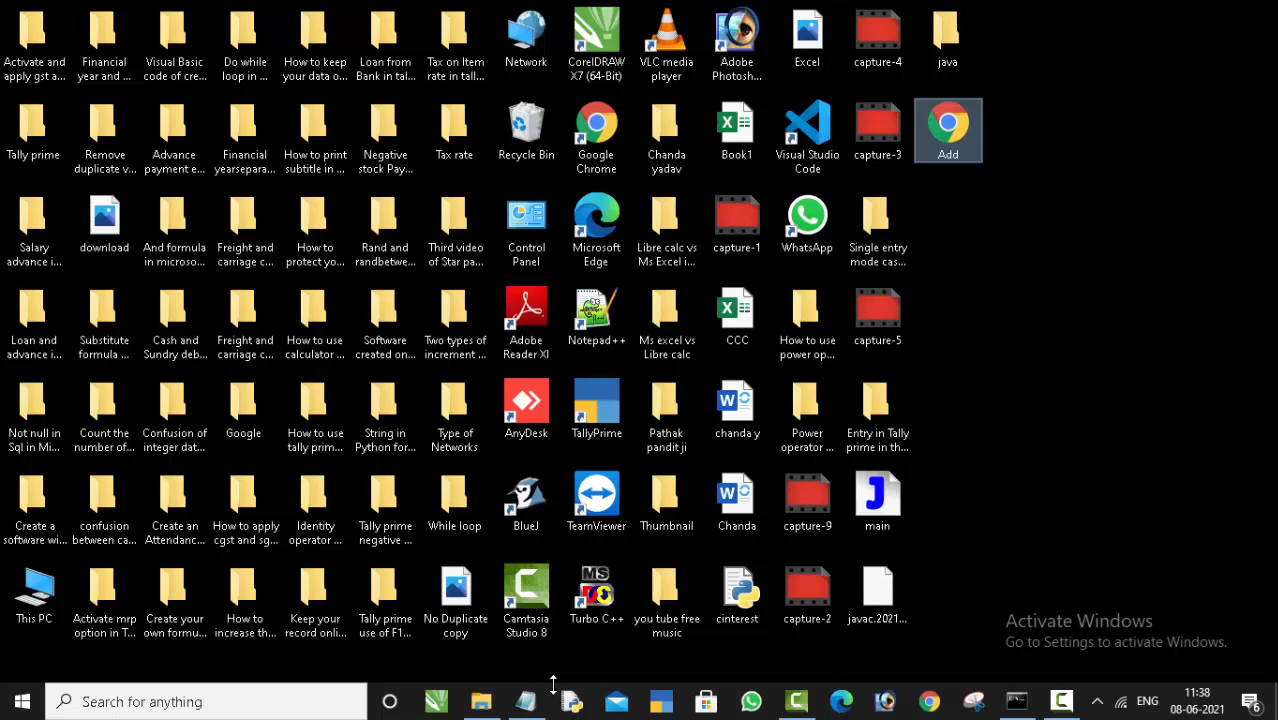 Activate and
apply gst a...
Financial
year and ...
Visual Basic
code of cre...
Do while
loop in ...
How to keep
your data o...
Loan from
Bank in tal...
Tax on Item
rate in tall...
Network
CorelDRAW
X7 (64-Bit)
VLC media
player
Adobe
Photosh...
Excel
capture-4
java
Tally prime
Remove
duplicate v...
Advance
payment e...
Financial
yearsepara...
How to print
subtitle in ...
Negative
stock Pay...
Tax rate
Recycle Bin
Google
Chrome
Chanda
yadav
Book1
Visual Studio
Code
capture-3
Add
Salary
advance i...
download
And formula
in microso...
Freight and
carriage c...
How to
protect yo...
Rand and
randbetwe...
Third video
of Star pa...
Control
Panel
Microsoft
Edge
Libre calc vs
Ms Excel i...
capture-1
WhatsApp
Single entry
mode cas...
Loan and
advance i...
Substitute
formula ...
Cash and
Sundry deb...
Freight and
carriage c...
How to use
calculator ...
Software
created on...
Two types of
increment ...
Adobe
Reader XI
Notepad++
Ms excel vs
Libre calc
CCC
How to use
power op...
capture-5
Not null in
Sql in Mi...
Count the
number of...
Confusion of
integer dat...
Google
How to use
tally prim...
String in
Python for...
Type of
Networks
AnyDesk
TallyPrime
Pathak
pandit ji
chanda y
Power
operator ...
Entry in Tally
prime in th...
Create a
software wi...
confusion
between ca...
Create an
Attendanc...
How to apply
cgst and sg...
Identity
operator ...
Tally prime
negative ...
While loop
BlueJ
TeamViewer
Thumbnail
Chanda
capture-9
J
main
This PC
Activate mrp
option in T...
Create your
own formu...
How to
increase th...
Keep your
record onli...
Tally prime
use of F1...
No Duplicate
copy
Camtasia
Studio 8
MS
Turbo C++
you tube free
music
cinterest
capture-2
javac.2021...
Activate Windows
Go to Settings to activate Windows.
Search for anything
ENG
11:38
08-06-2021
6